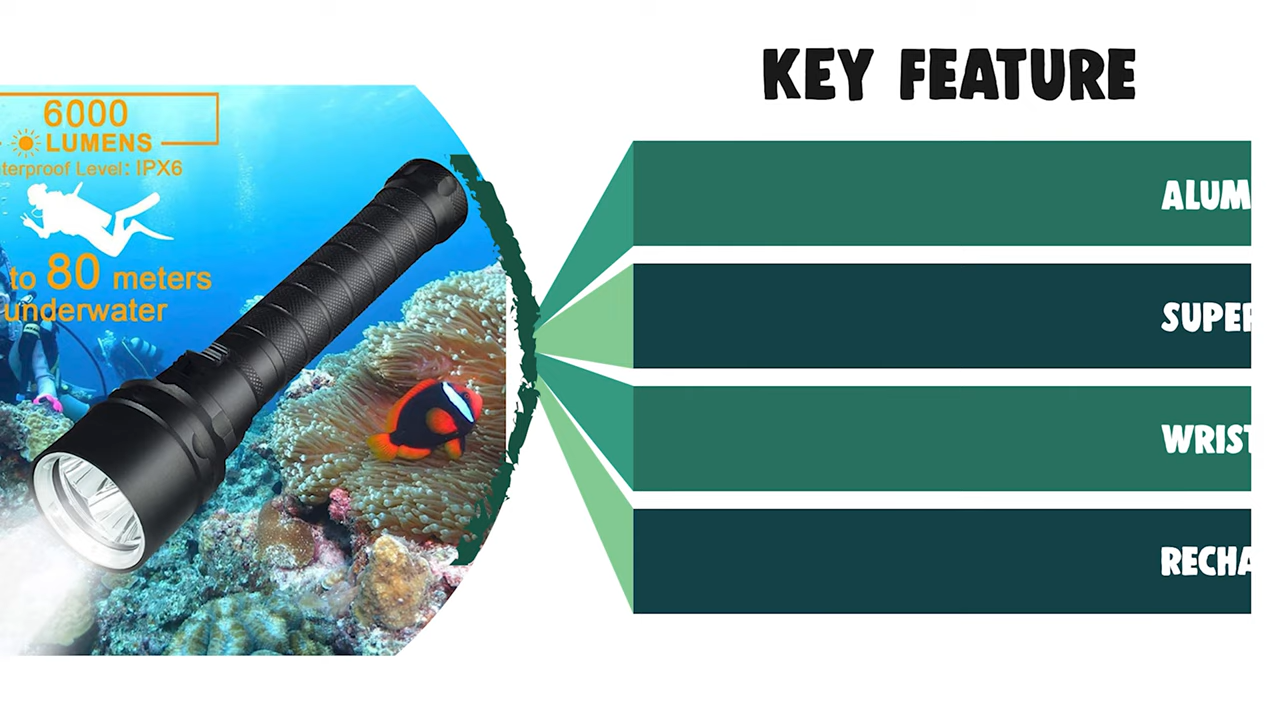 6000
LUMENS
terproof Level: IPX6
to 80 meters
underwater
KEY FEATURE
ALUM
SUPER
WRIST
RECHA